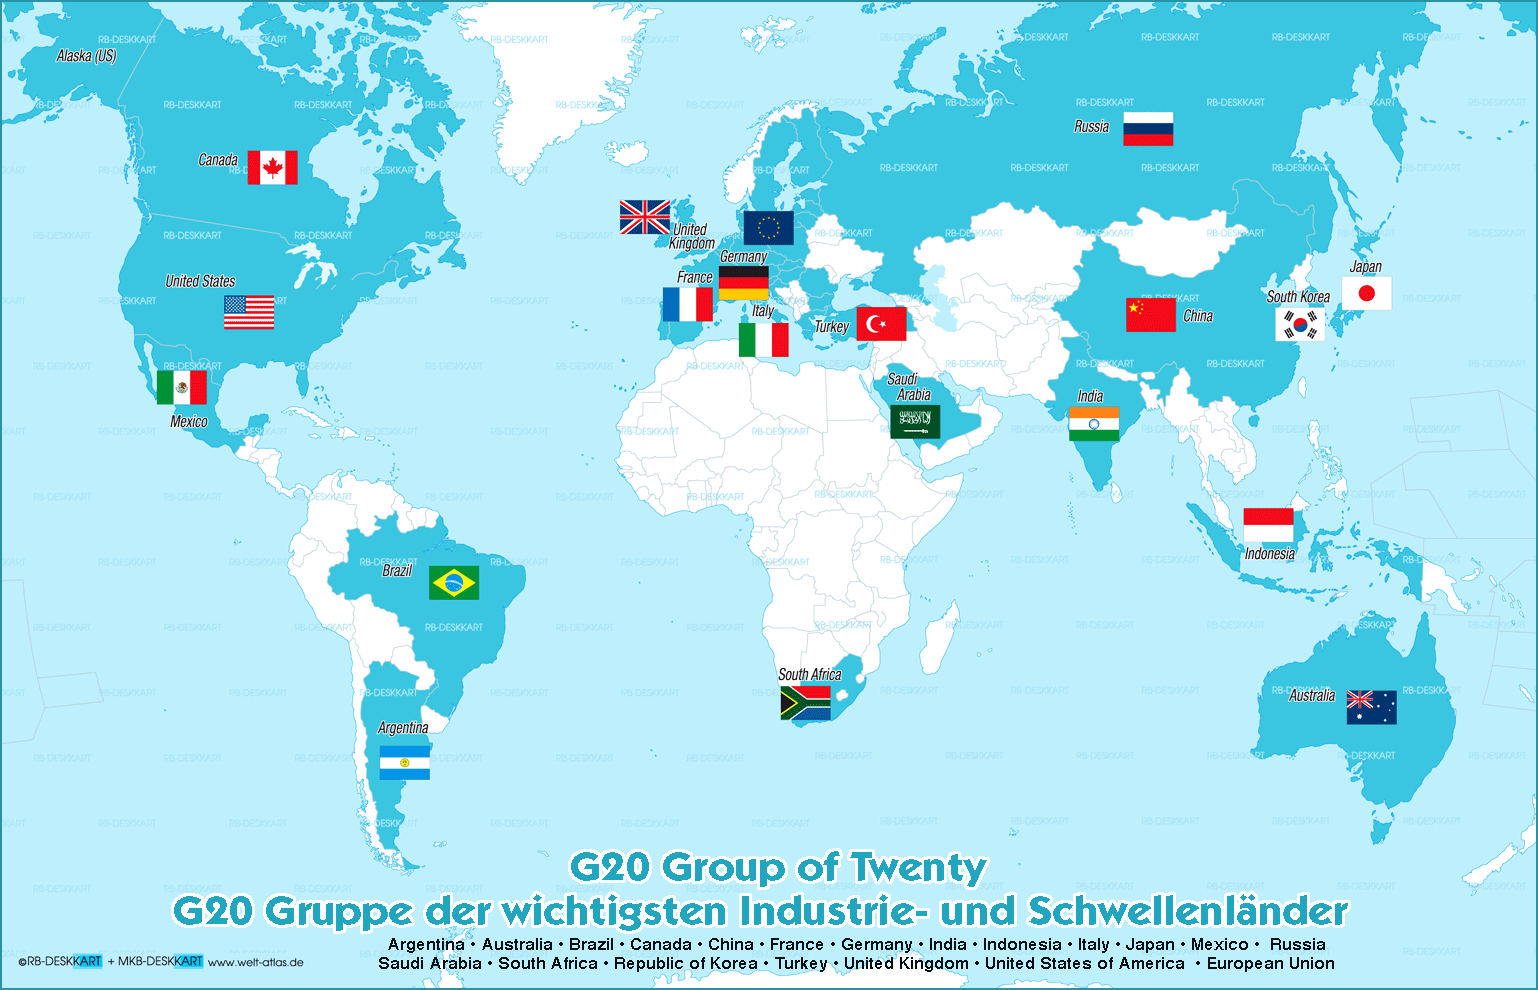 Alaska (US)
Canada
United States
Mexico
Brazil
Argentina
United
Kingdom
Germany
France
Italy
Turkey
Saudi
Arabia
South Africa
Russia
China
India
South Korea
Japan
Indonesia
Australia
RB-DESKKART
G20 Group of Twenty
G20 Gruppe der wichtigsten Industrie- und Schwellenländer
Argentina • Australia • Brazil • Canada • China • France • Germany • India • Indonesia • Italy • Japan • Mexico • Russia
Saudi Arabia • South Africa • Republic of Korea • Turkey • United Kingdom • United States of America • European Union
©RB-DESKKART + MKB-DESKKART www.welt-atlas.de